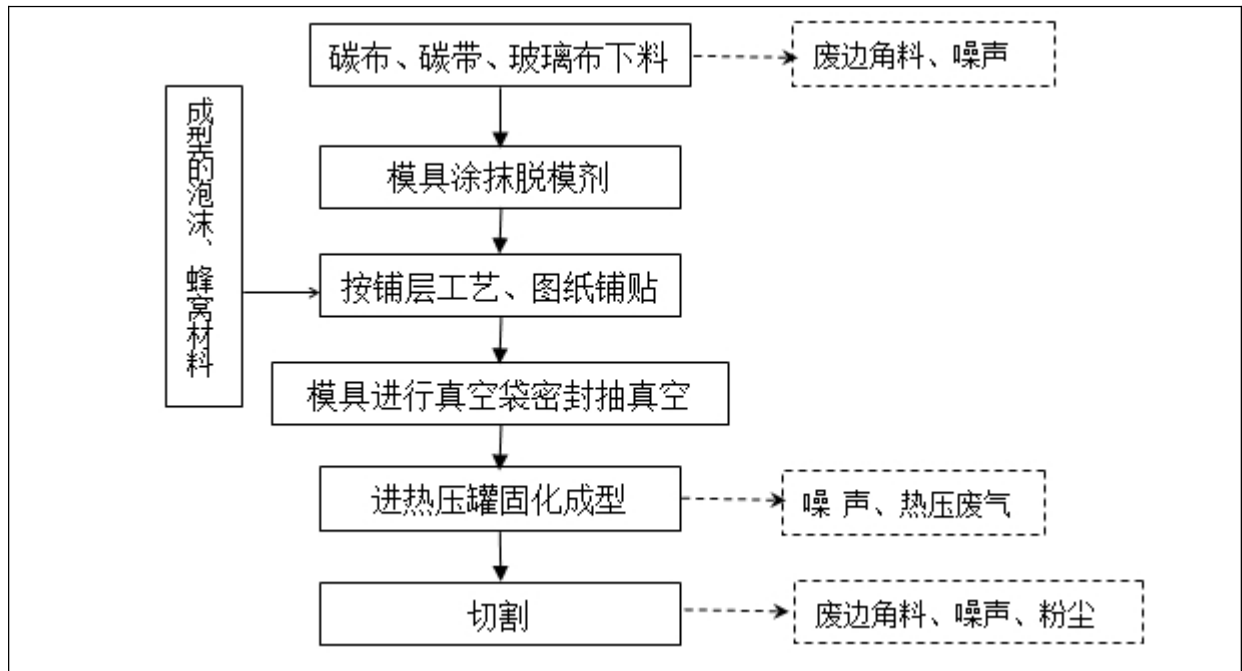 碳布、碳带、玻璃布下料
废边角料、噪声
模具涂抹脱模剂
成型的泡沫、蜂窝材料
按铺层工艺、图纸铺贴
模具进行真空袋密封抽真空
进热压罐固化成型
噪 声、热压废气
切割
废边角料、噪声、粉尘